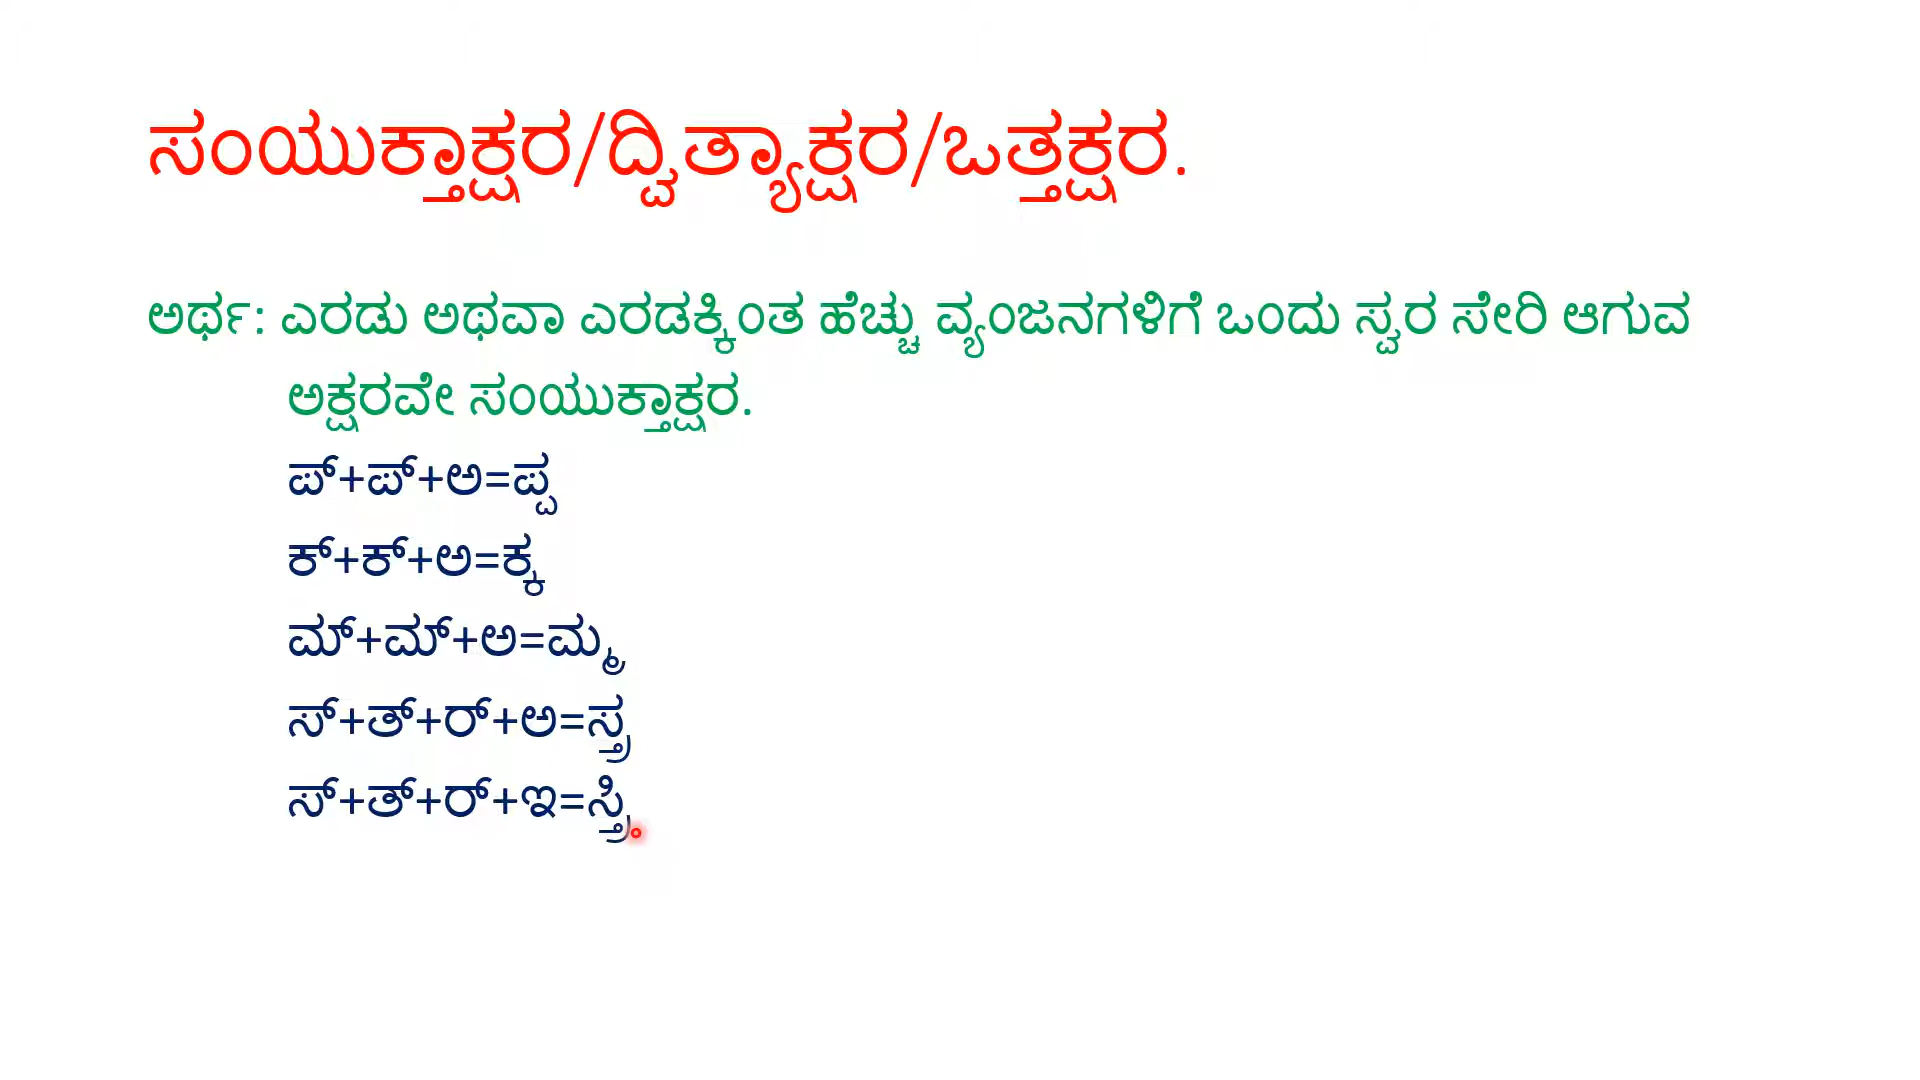 ಸಂಯುಕ್ತಾಕ್ಷರ/ದ್ವಿತ್ಯಾಕ್ಷರ/ಒತ್ತಕ್ಷರ.
ಅರ್ಥ: ಎರಡು ಅಥವಾ ಎರಡಕ್ಕಿಂತ ಹೆಚ್ಚು ವ್ಯಂಜನಗಳಿಗೆ ಒಂದು ಸ್ವರ ಸೇರಿ ಆಗುವ
ಅಕ್ಷರವೇ ಸಂಯುಕ್ತಾಕ್ಷರ.
ಪ್+ಪ್+ಅ=ಪ್ಪ
ಕ್+ಕ್+ಅ=ಕ್ಕ
ಮ್+ಮ್+ಅ=ಮ್ಮ
ಸ್+ತ್+ರ್+ಅ=ಸ್ತ್ರ
ಸ್+ತ್+ರ್+ಇ=ಸ್ತ್ರಿ